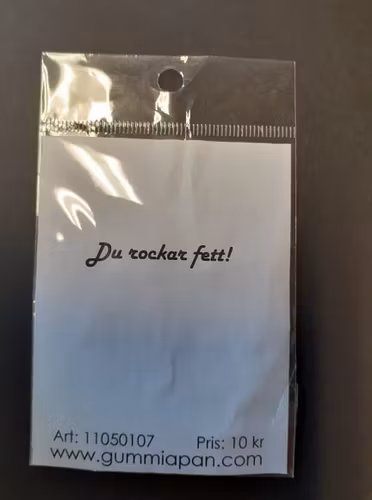 Du rockar fett!
Art: 11050107 Pris: 10 kr
www.gummiapan.com